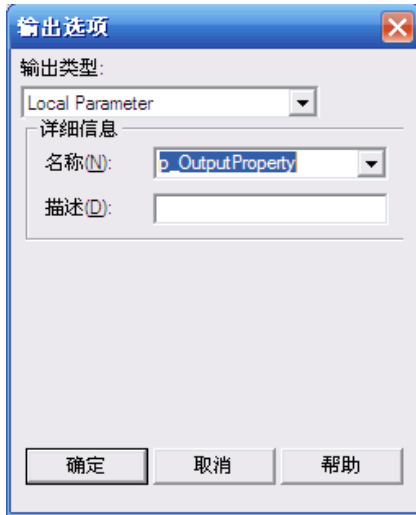 输出选项
输出类型:
Local Parameter
详细信息
名称(N): p_OutputProperty
描述(D):
确定 取消 帮助